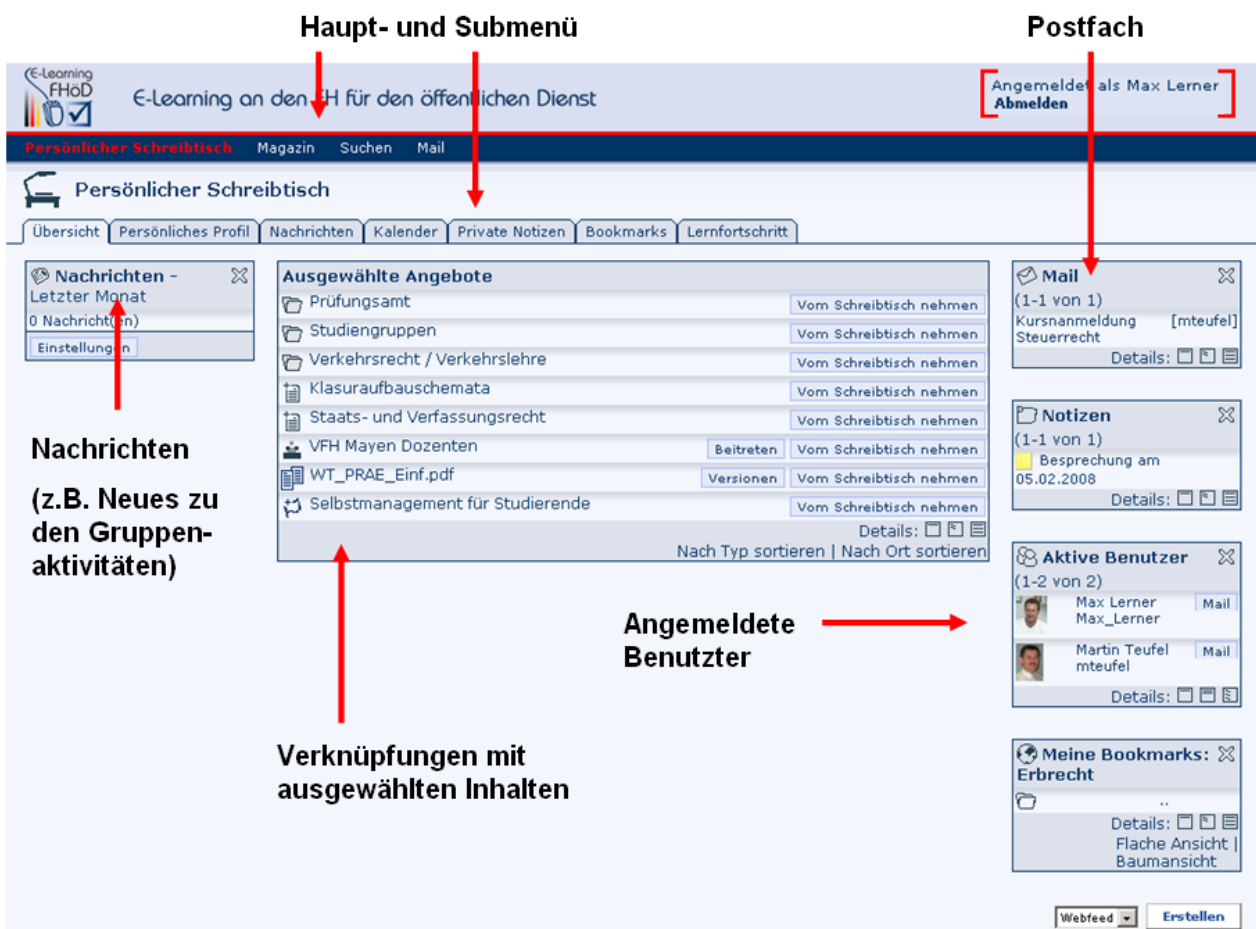 Haupt- und Submenü
Postfach
E-Learning
FHöD
E-Learning an den FH für den öffentlichen Dienst
Angemeldet als Max Lerner
Abmelden
Persönlicher Schreibtisch Magazin Suchen Mail
Persönlicher Schreibtisch
Übersicht Persönliches Profil Nachrichten Kalender Private Notizen Bookmarks Lernfortschritt
Nachrichten -
Letzter Monat
0 Nachricht(en)
Einstellungen
Nachrichten
(z.B. Neues zu
den Gruppen-
aktivitäten)
Ausgewählte Angebote
Prüfungsamt Vom Schreibtisch nehmen
Studiengruppen Vom Schreibtisch nehmen
Verkehrsrecht / Verkehrslehre Vom Schreibtisch nehmen
Klasuraufbauschemata Vom Schreibtisch nehmen
Staats- und Verfassungsrecht Vom Schreibtisch nehmen
VFH Mayen Dozenten Beitreten Vom Schreibtisch nehmen
WT_PRAE_Einf.pdf Versionen Vom Schreibtisch nehmen
Selbstmanagement für Studierende Vom Schreibtisch nehmen
Details:
Nach Typ sortieren | Nach Ort sortieren
Verknüpfungen mit
ausgewählten Inhalten
Angemeldete
Benutzter
Mail
(1-1 von 1)
Kursnanmeldung [mteufel]
Steuerrecht
Details:
Notizen
(1-1 von 1)
Besprechung am
05.02.2008
Details:
Aktive Benutzer
(1-2 von 2)
Max Lerner Mail
Max_Lerner
Martin Teufel Mail
mteufel
Details:
Meine Bookmarks:
Erbrecht
..
Details:
Flache Ansicht |
Baumansicht
Webfeed Erstellen